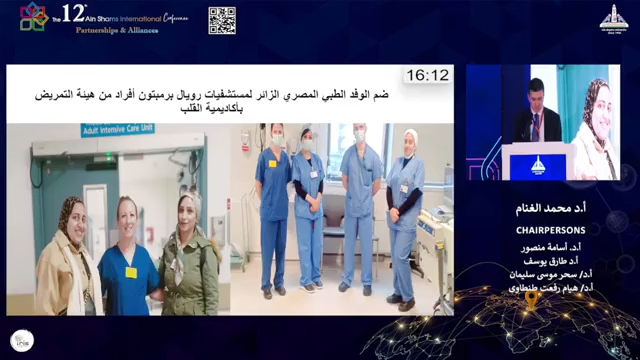 The 12th Ain Shams International Conference
Partnerships & Alliances
16:12
ضم الوفد الطبي المصري الزائر لمستشفيات رويال برمبتون أفراد من هيئة التمريض
بأكاديمية القلب
Adult Intensive Care Unit
أ.د محمد الغنام
CHAIRPERSONS
أ.د. أسامة منصور
أ.د طارق يوسف
أ.د/ سحر موسى سليمان
أ.د/ هيام رفعت طنطاوي